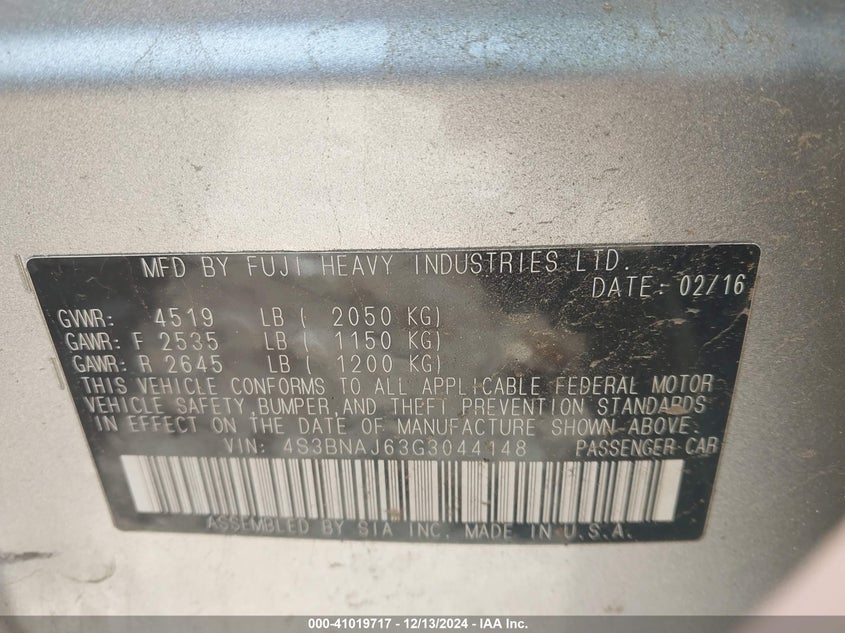 MFD BY FUJI HEAVY INDUSTRIES LTD.
DATE: 02/16
GVWR: 4519 LB ( 2050 KG)
GAWR: F 2535 LB ( 1150 KG)
GAWR: R 2645 LB ( 1200 KG)
THIS VEHICLE CONFORMS TO ALL APPLICABLE FEDERAL MOTOR
VEHICLE SAFETY, BUMPER, AND THEFT PREVENTION STANDARDS
IN EFFECT ON THE DATE OF MANUFACTURE SHOWN ABOVE.
VIN: 4S3BNAJ63G3044148 PASSENGER CAR
ASSEMBLED BY SIA INC. MADE IN U.S.A.
000-41019717 - 12/13/2024 - IAA Inc.